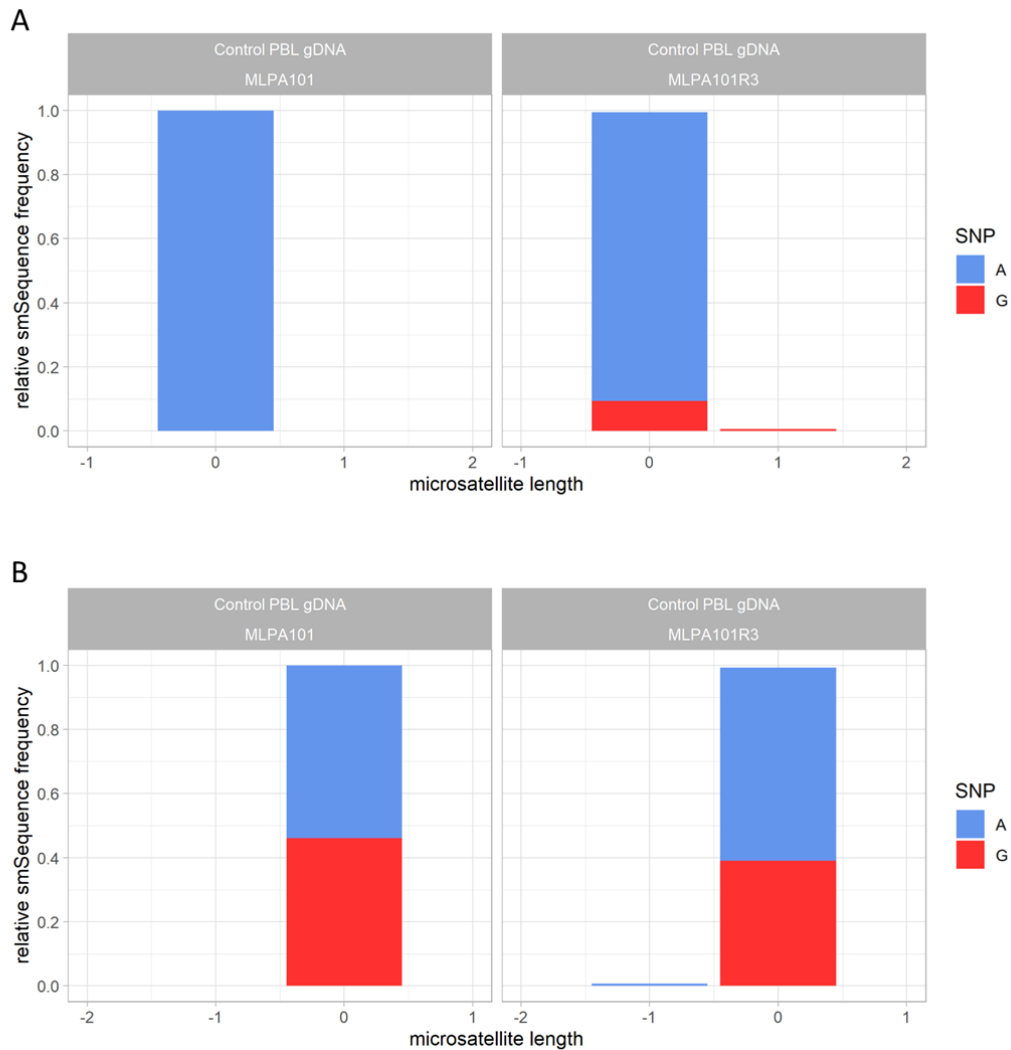 A
Control PBL gDNA
MLPA101
Control PBL gDNA
MLPA101R3
relative smSequence frequency
1.0
0.8
0.6
0.4
0.2
0.0
-1
0
1
2
-1
0
1
2
microsatellite length
SNP
A
G
B
Control PBL gDNA
MLPA101
Control PBL gDNA
MLPA101R3
relative smSequence frequency
1.0
0.8
0.6
0.4
0.2
0.0
-2
-1
0
1
-2
-1
0
1
microsatellite length
SNP
A
G